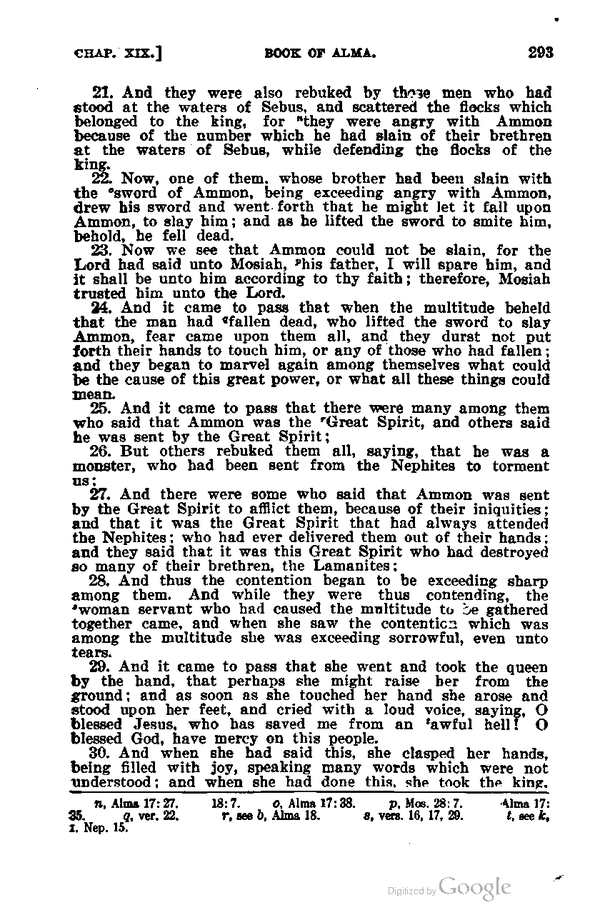 CHAP. XIX.] BOOK OF ALMA. 293
21. And they were also rebuked by those men who had
stood at the waters of Sebus, and scattered the flocks which
belonged to the king, for ⁿthey were angry with Ammon
because of the number which he had slain of their brethren
at the waters of Sebus, while defending the flocks of the
king.
22. Now, one of them, whose brother had been slain with
the ᵒsword of Ammon, being exceeding angry with Ammon,
drew his sword and went forth that he might let it fall upon
Ammon, to slay him; and as he lifted the sword to smite him,
behold, he fell dead.
23. Now we see that Ammon could not be slain, for the
Lord had said unto Mosiah, ᵖhis father, I will spare him, and
it shall be unto him according to thy faith; therefore, Mosiah
trusted him unto the Lord.
24. And it came to pass that when the multitude beheld
that the man had qfallen dead, who lifted the sword to slay
Ammon, fear came upon them all, and they durst not put
forth their hands to touch him, or any of those who had fallen;
and they began to marvel again among themselves what could
be the cause of this great power, or what all these things could
mean.
25. And it came to pass that there were many among them
who said that Ammon was the ʳGreat Spirit, and others said
he was sent by the Great Spirit;
26. But others rebuked them all, saying, that he was a
monster, who had been sent from the Nephites to torment
us;
27. And there were some who said that Ammon was sent
by the Great Spirit to afflict them, because of their iniquities;
and that it was the Great Spirit that had always attended
the Nephites; who had ever delivered them out of their hands;
and they said that it was this Great Spirit who had destroyed
so many of their brethren, the Lamanites;
28. And thus the contention began to be exceeding sharp
among them. And while they were thus contending, the
ˢwoman servant who had caused the multitude to be gathered
together came, and when she saw the contention which was
among the multitude she was exceeding sorrowful, even unto
tears.
29. And it came to pass that she went and took the queen
by the hand, that perhaps she might raise her from the
ground; and as soon as she touched her hand she arose and
stood upon her feet, and cried with a loud voice, saying, O
blessed Jesus, who has saved me from an ᵗawful hell! O
blessed God, have mercy on this people.
30. And when she had said this, she clasped her hands,
being filled with joy, speaking many words which were not
understood; and when she had done this, she took the king,
n, Alma 17: 27. 18: 7. o, Alma 17: 38. p, Mos. 28: 7. Alma 17:
35. q, ver. 22. r, see b, Alma 18. s, vers. 16, 17, 29. t, see k,
1. Nep. 15.
Digitized by Google